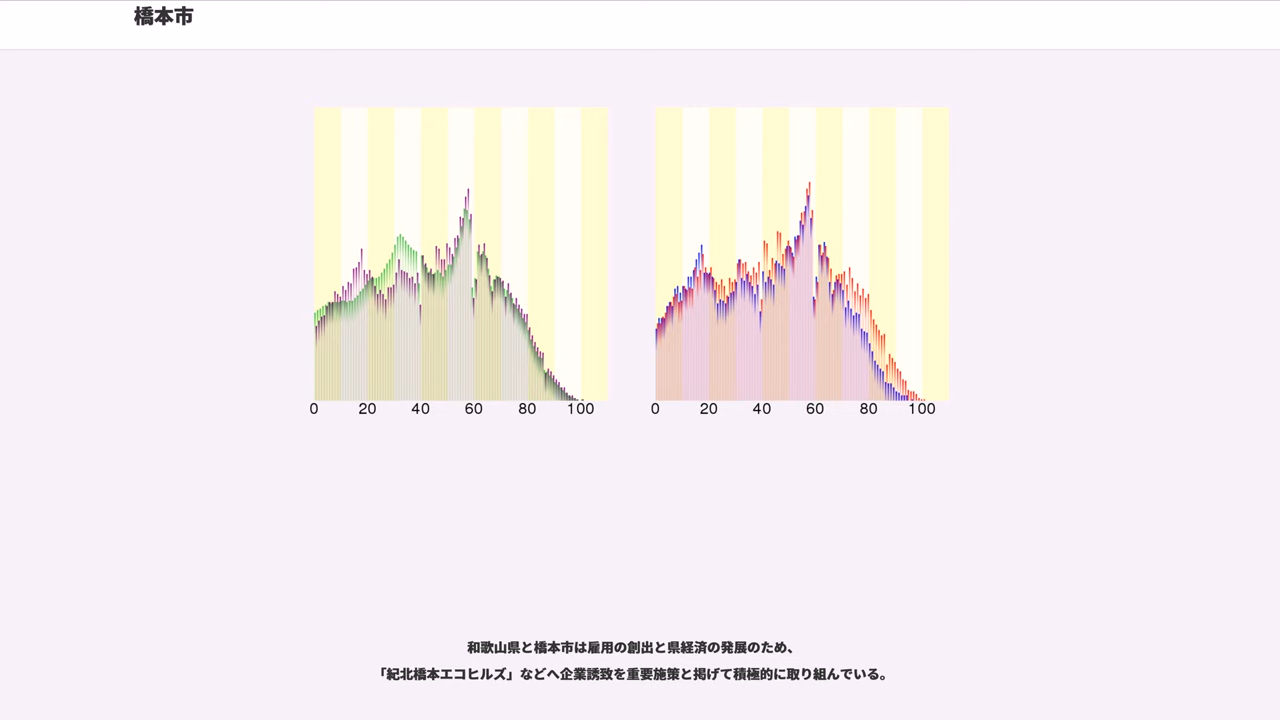 橋本市
0 20 40 60 80 100
0 20 40 60 80 100
和歌山県と橋本市は雇用の創出と県経済の発展のため、
「紀北橋本エコヒルズ」などへ企業誘致を重要施策と掲げて積極的に取り組んでいる。